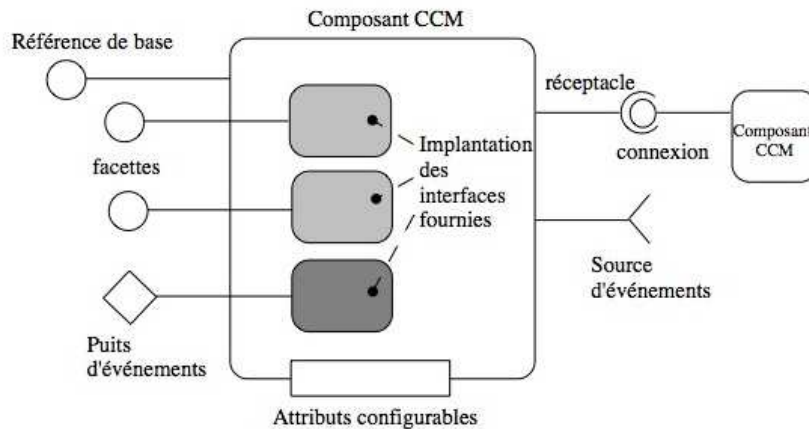 Composant CCM
Référence de base
réceptacle
facettes
Implantation
des
interfaces
fournies
connexion
Composant
CCM
Source
d'événements
Puits
d'événements
Attributs configurables